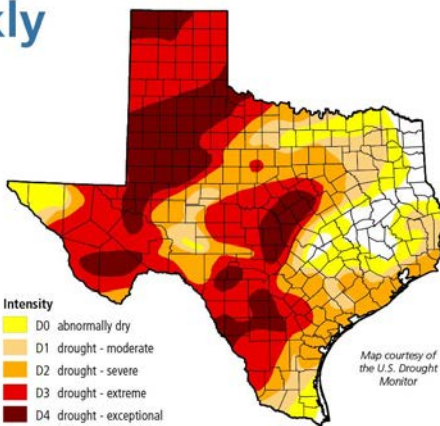 kly
Intensity
D0 abnormally dry
D1 drought - moderate
D2 drought - severe
D3 drought - extreme
D4 drought - exceptional
Map courtesy of
the U.S. Drought
Monitor